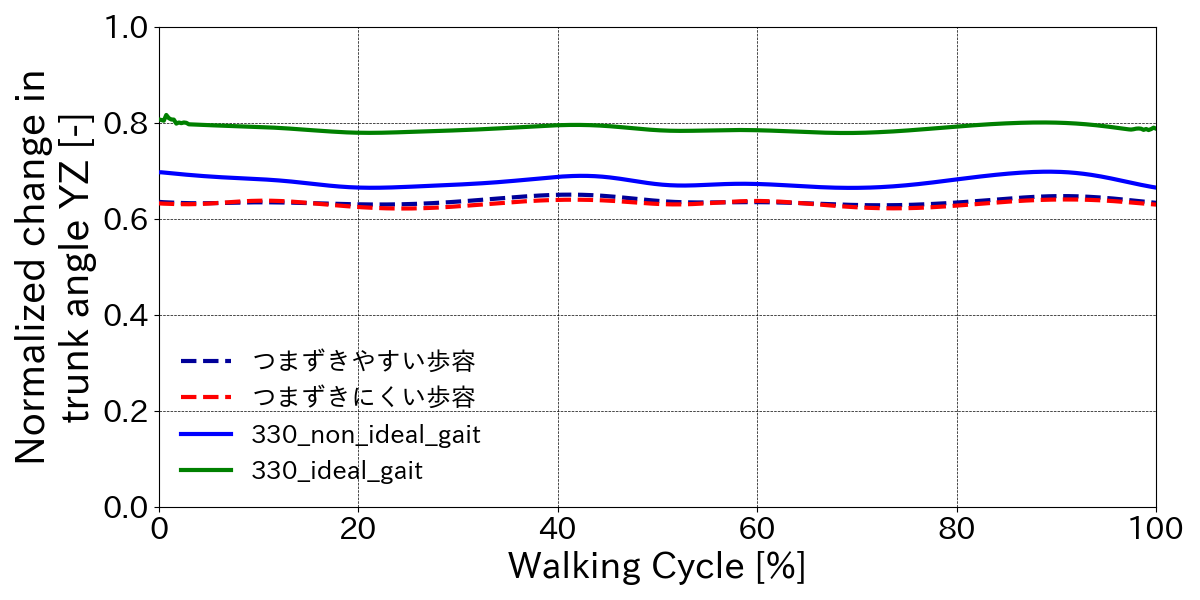 Normalized change in
trunk angle YZ [-]
1.0
0.8
0.6
0.4
0.2
0.0
つまずきやすい歩容
つまずきにくい歩容
330_non_ideal_gait
330_ideal_gait
0 20 40 60 80 100
Walking Cycle [%]